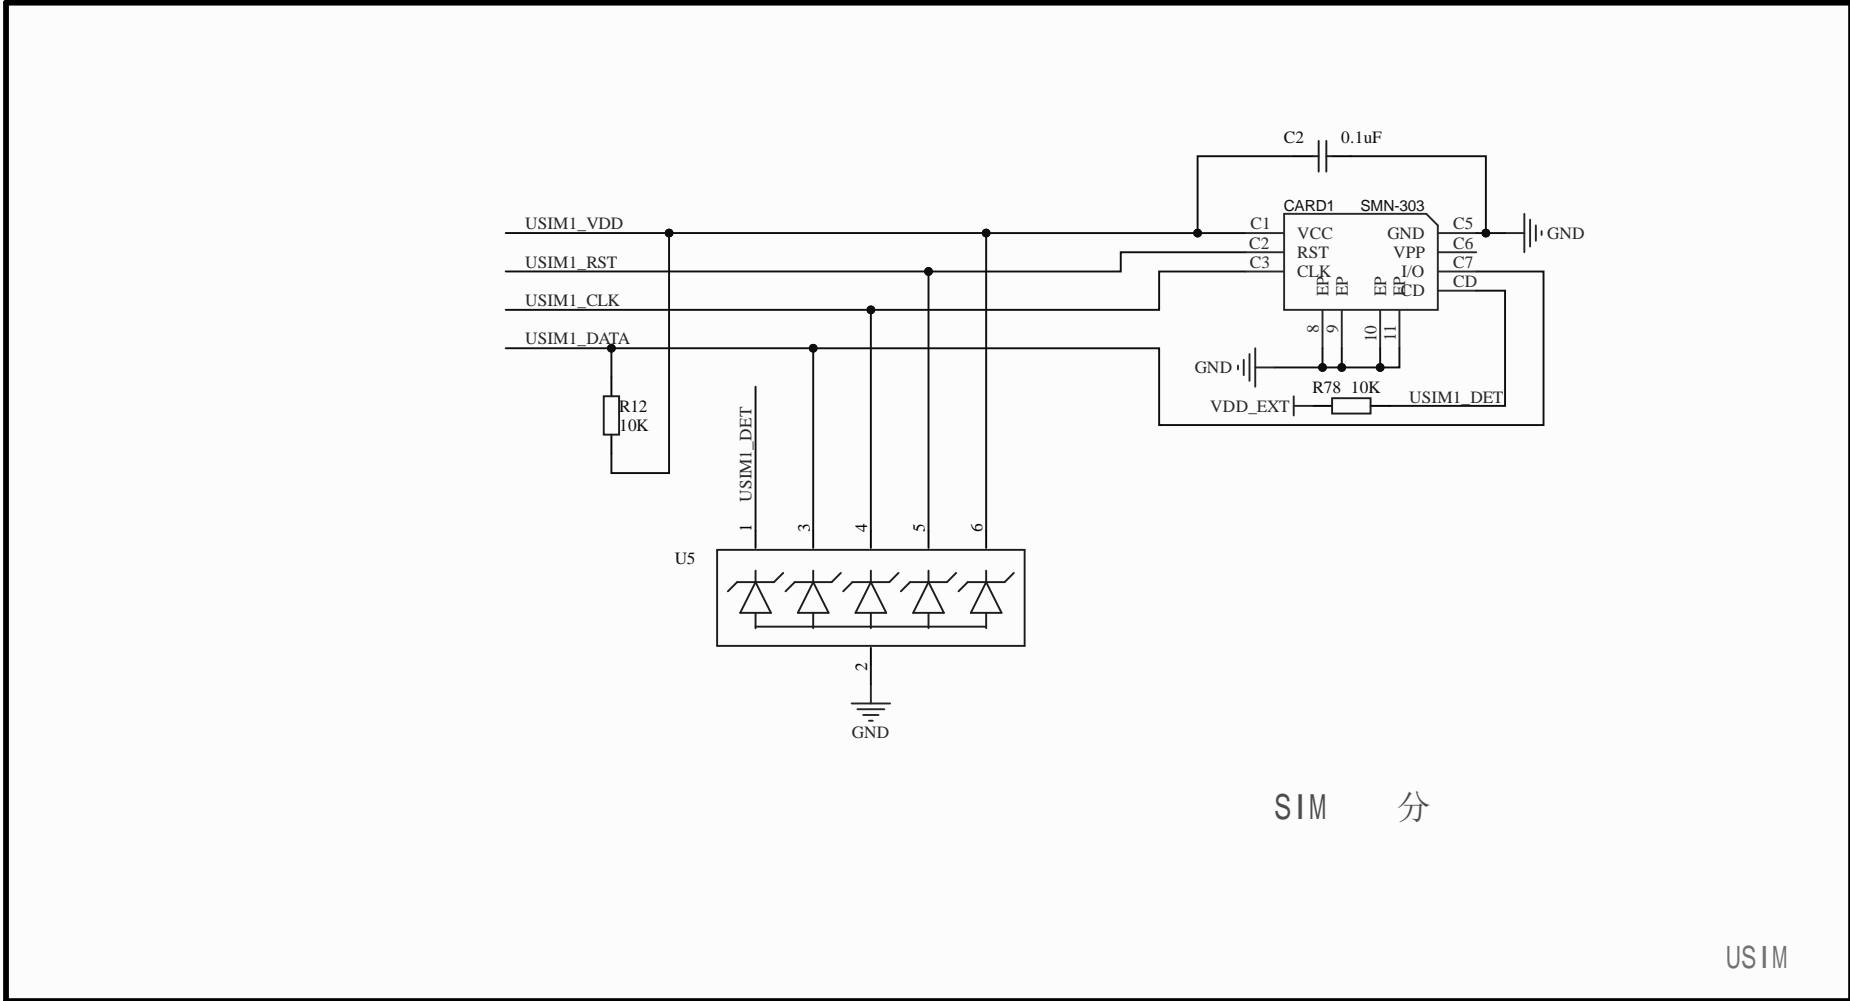 C2 0.1uF
CARD1 SMN-303
USIM1_VDD
C1 VCC GND C5 GND
C2 RST VPP C6
USIM1_RST
C3 CLK I/O C7
EP EP EP EP CD CD
USIM1_CLK
8 9 10 11
USIM1_DATA
GND
R78 10K
VDD_EXT USIM1_DET
R12
10K
USIM1_DET
1 3 4 5 6
U5
2
GND
SIM 分
USIM